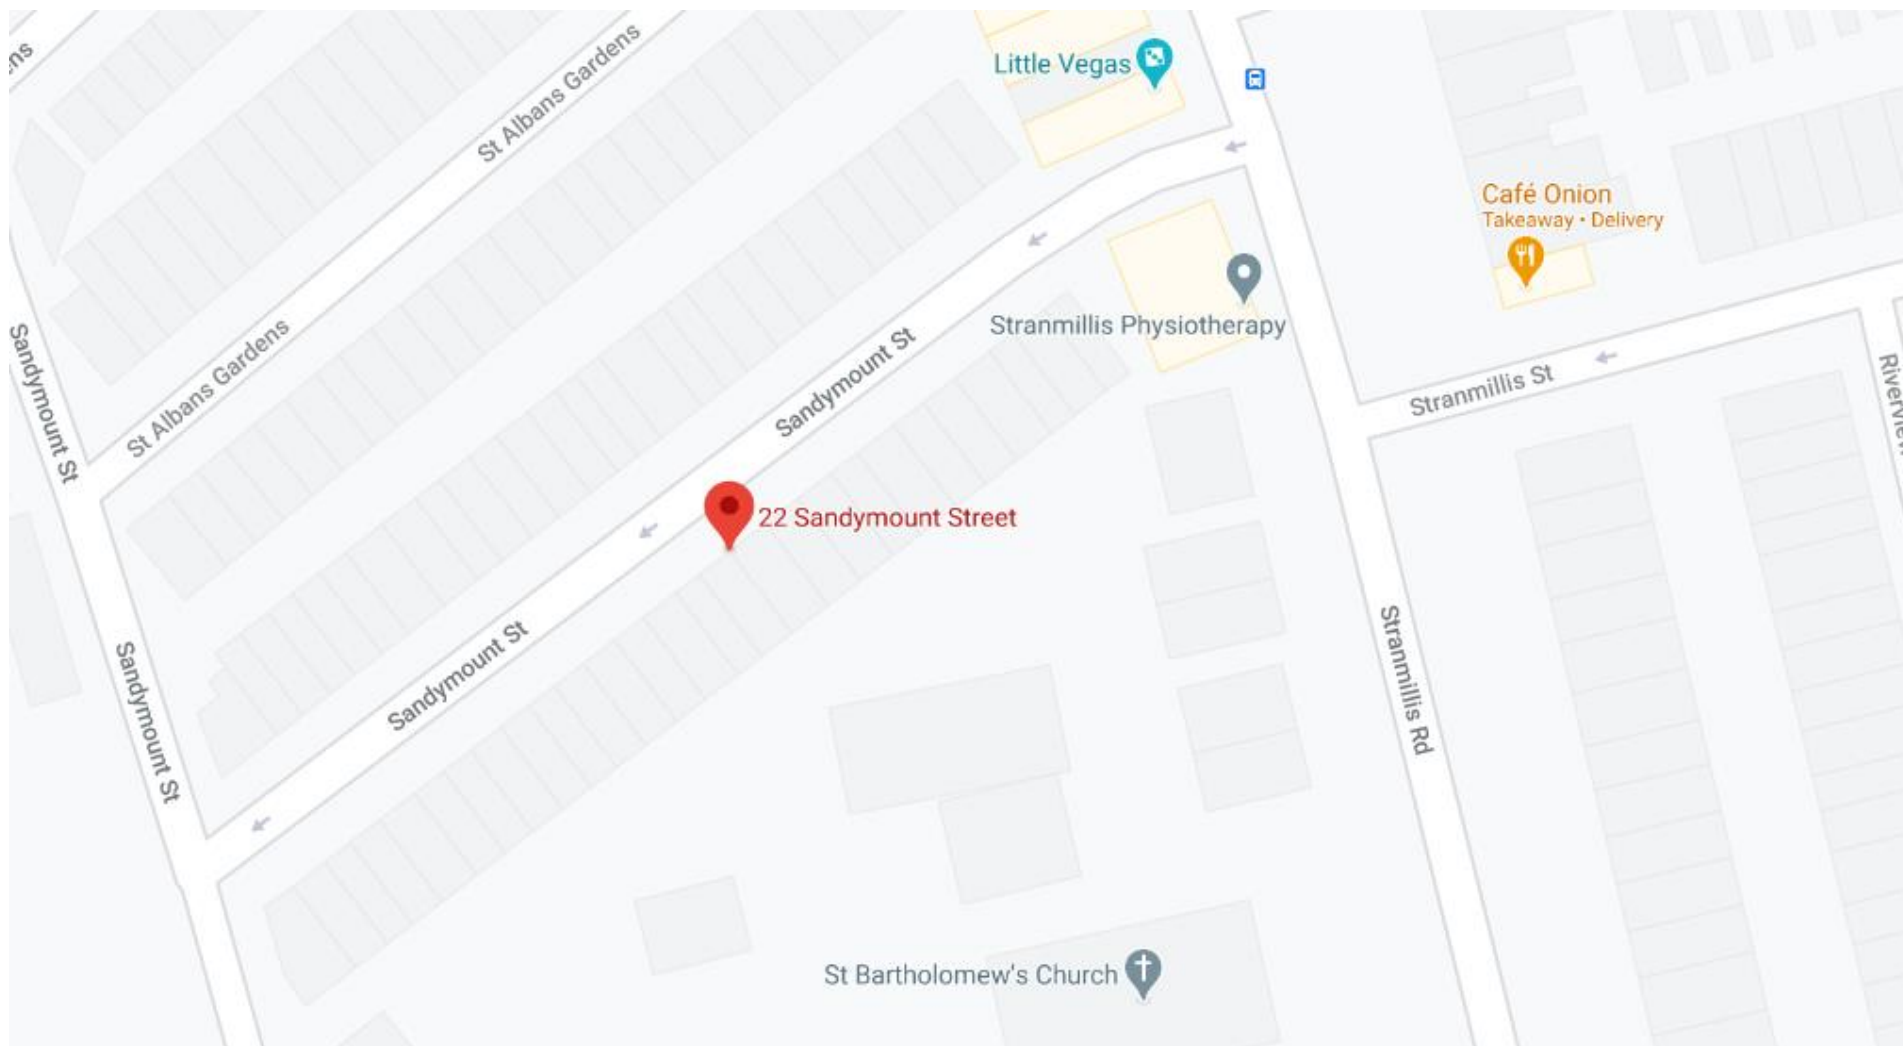 St Albans Gardens
Little Vegas
Café Onion
Takeaway • Delivery
Sandymount St
St Albans Gardens
Sandymount St
Stranmillis Physiotherapy
Stranmillis St
22 Sandymount Street
Sandymount St
Sandymount St
Stranmillis Rd
St Bartholomew's Church